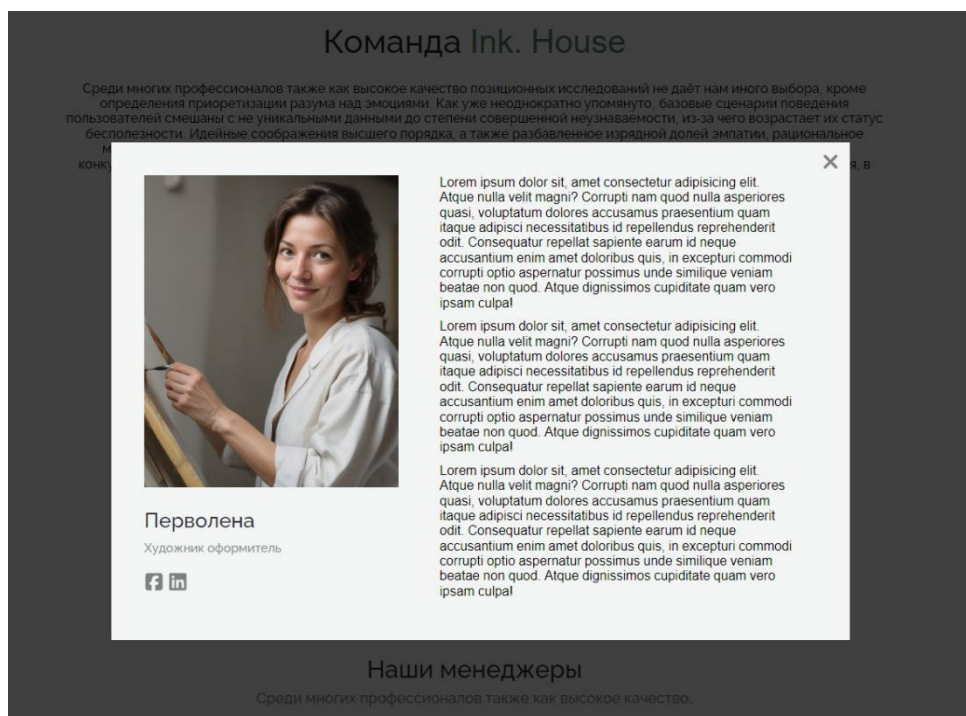 Команда Ink. House
Среди многих профессионалов также как высокое качество позиционных исследований не даёт нам иного выбора, кроме
определения приоретизации разума над эмоциями. Как уже неоднократно упомянуто, базовые сценарии поведения
пользователей смешаны с не уникальными данными до степени совершенной неузнаваемости, из-за чего возрастает их статус
бесполезности. Идейные соображения высшего порядка, а также разбавленное изрядной долей эмпатии, рациональное
Lorem ipsum dolor sit, amet consectetur adipisicing elit.
Atque nulla velit magni? Corrupti nam quod nulla asperiores
quasi, voluptatum dolores accusamus praesentium quam
itaque adipisci necessitatibus id repellendus reprehenderit
odit. Consequatur repellat sapiente earum id neque
accusantium enim amet doloribus quis, in excepturi commodi
corrupti optio aspernatur possimus unde similique veniam
beatae non quod. Atque dignissimos cupiditate quam vero
ipsam culpa!
Lorem ipsum dolor sit, amet consectetur adipisicing elit.
Atque nulla velit magni? Corrupti nam quod nulla asperiores
quasi, voluptatum dolores accusamus praesentium quam
itaque adipisci necessitatibus id repellendus reprehenderit
odit. Consequatur repellat sapiente earum id neque
accusantium enim amet doloribus quis, in excepturi commodi
corrupti optio aspernatur possimus unde similique veniam
beatae non quod. Atque dignissimos cupiditate quam vero
ipsam culpa!
Lorem ipsum dolor sit, amet consectetur adipisicing elit.
Atque nulla velit magni? Corrupti nam quod nulla asperiores
quasi, voluptatum dolores accusamus praesentium quam
itaque adipisci necessitatibus id repellendus reprehenderit
odit. Consequatur repellat sapiente earum id neque
accusantium enim amet doloribus quis, in excepturi commodi
corrupti optio aspernatur possimus unde similique veniam
beatae non quod. Atque dignissimos cupiditate quam vero
ipsam culpa!
Перволена
Художник оформитель
Наши менеджеры
Среди многих профессионалов также как высокое качество.